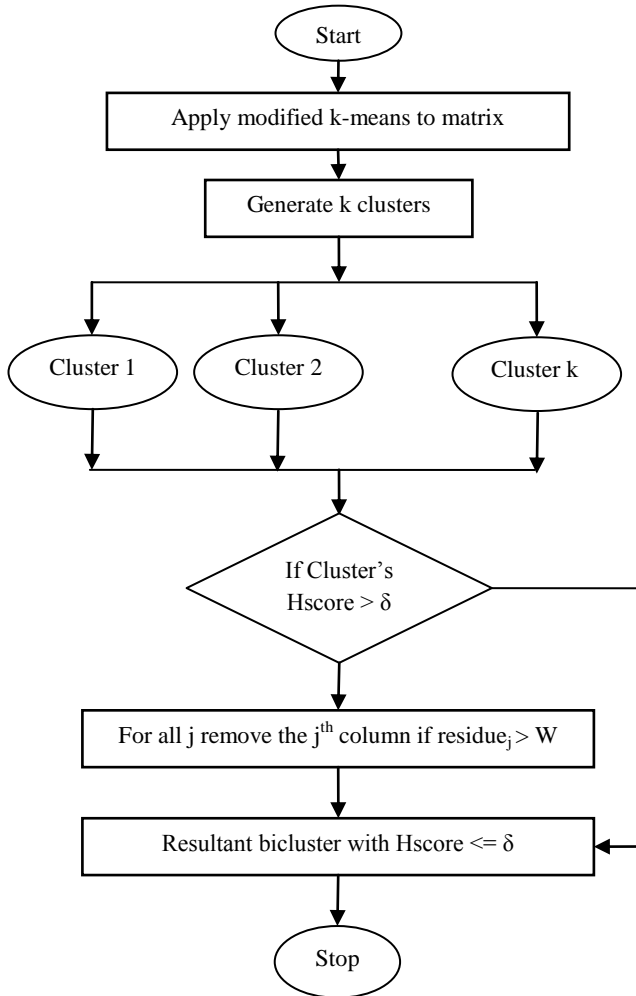 Start
Apply modified k-means to matrix
Generate k clusters
Cluster 1
Cluster 2
Cluster k
If Cluster’s
Hscore > δ
For all j remove the jth column if residuej > W
Resultant bicluster with Hscore <= δ
Stop